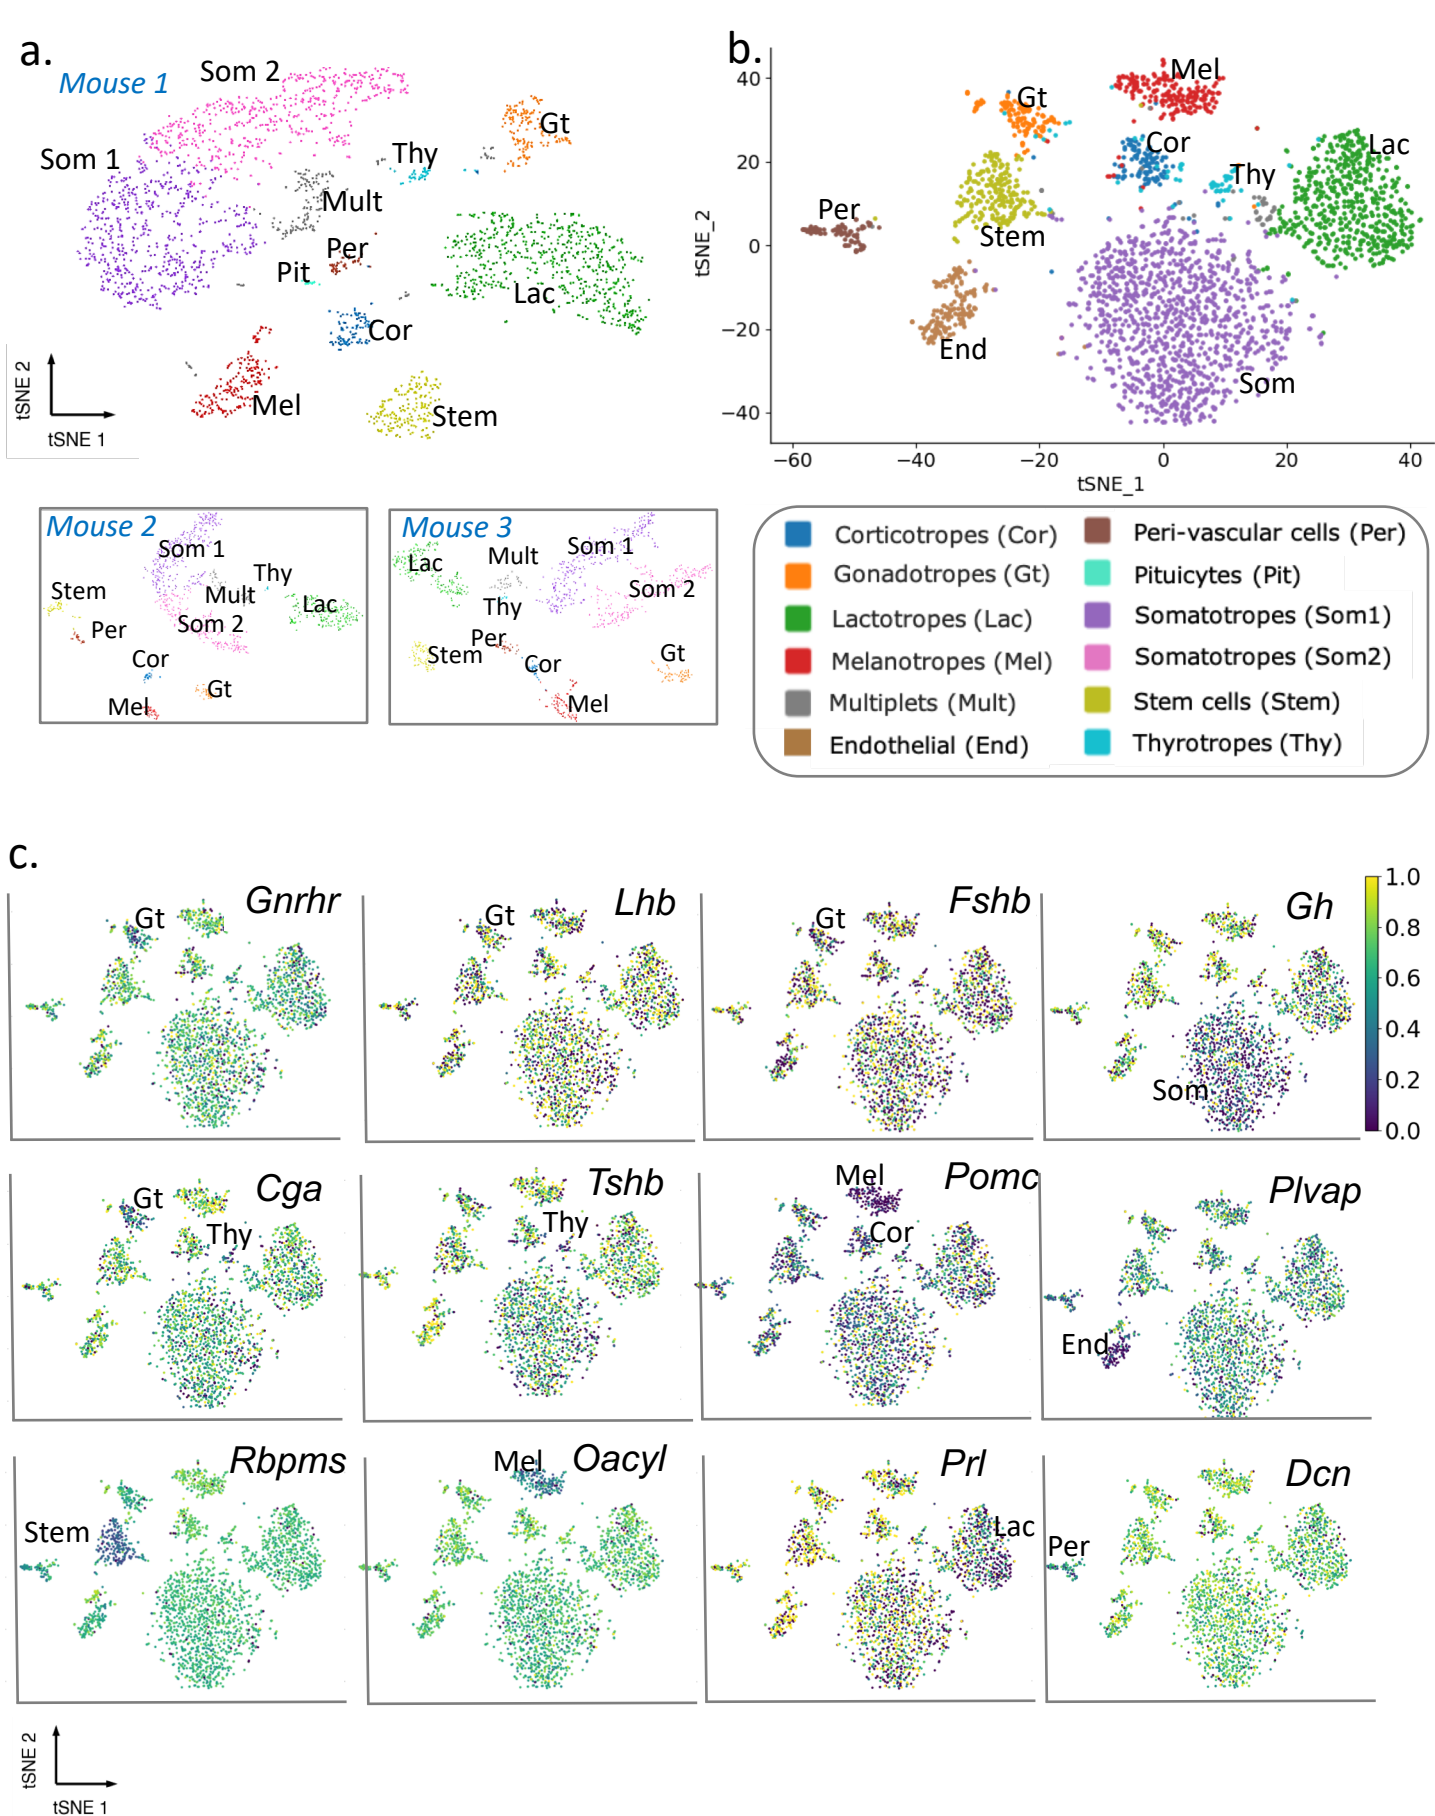 a.
Mouse 1
Som 2
Som 1
Gt
Thy
Mult
Per
Pit
Lac
Cor
Mel
Stem
tSNE 2
tSNE 1
b.
Mel
Gt
Cor
Lac
Thy
Per
Stem
End
Som
40
20
0
−20
−40
tSNE_2
−60
−40
−20
0
20
40
tSNE_1
Mouse 2
Som 1
Thy
Stem
Mult
Lac
Per
Som 2
Cor
Gt
Mel
Mouse 3
Lac
Mult
Som 1
Som 2
Thy
Per
Stem
Cor
Gt
Mel
Corticotropes (Cor)
Gonadotropes (Gt)
Lactotropes (Lac)
Melanotropes (Mel)
Multiplets (Mult)
Endothelial (End)
Peri-vascular cells (Per)
Pituicytes (Pit)
Somatotropes (Som1)
Somatotropes (Som2)
Stem cells (Stem)
Thyrotropes (Thy)
c.
Gnrhr
Gt
Lhb
Gt
Fshb
Gt
Gh
Som
1.0
0.8
0.6
0.4
0.2
0.0
Cga
Gt
Thy
Tshb
Thy
Pomc
Mel
Cor
Plvap
End
Rbpms
Stem
Oacyl
Mel
Prl
Lac
Dcn
Per
tSNE 2
tSNE 1